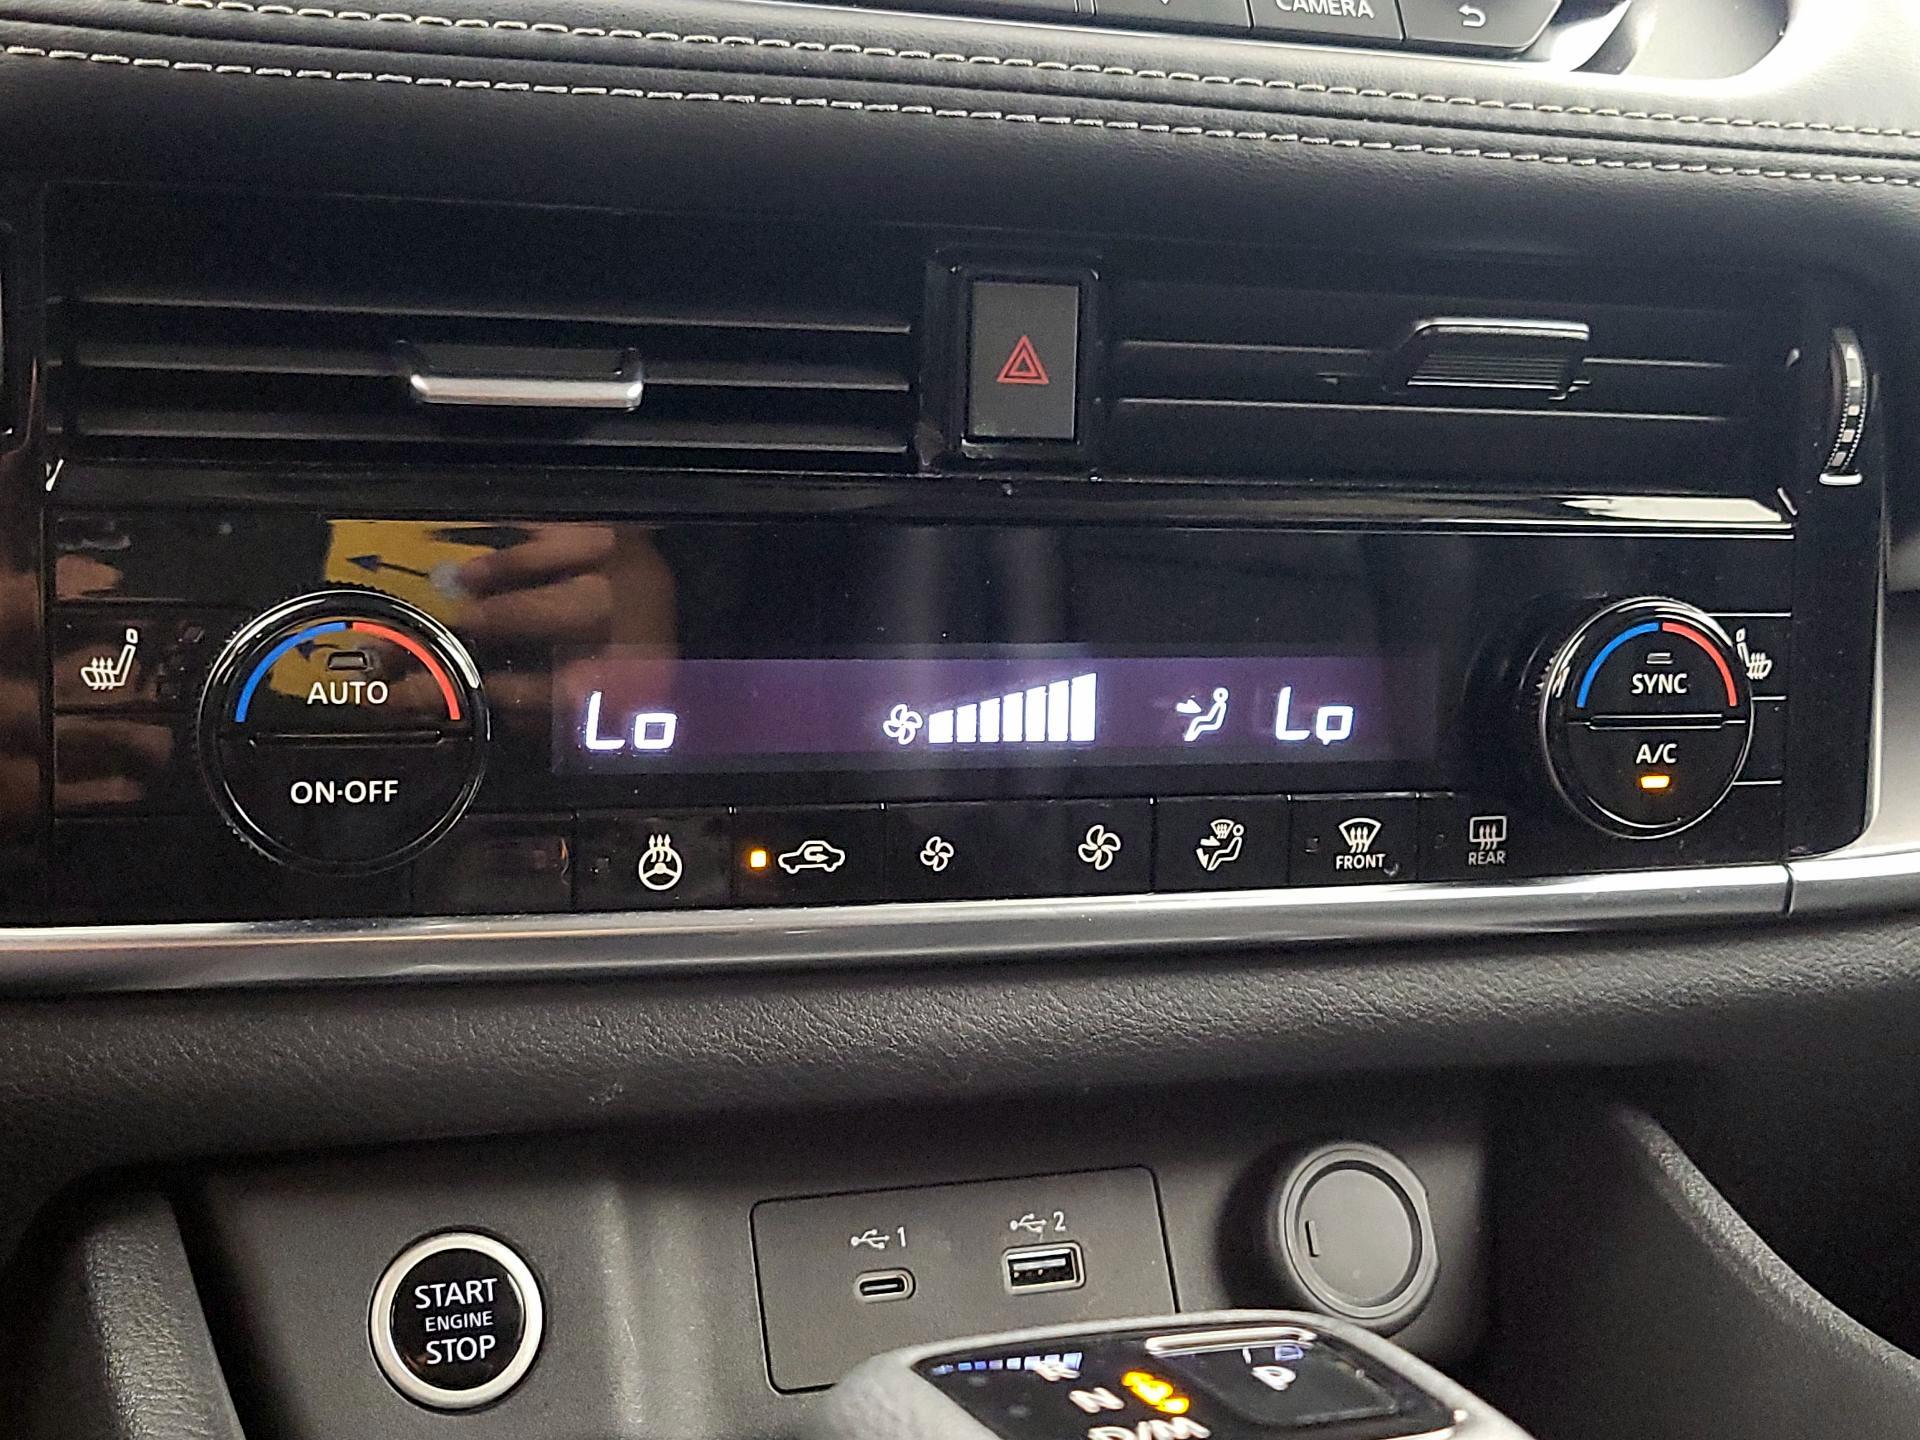 CAMERA
AUTO
ON·OFF
Lo
Lo
SYNC
A/C
FRONT
REAR
START
ENGINE
STOP
1
2
P
R
N
D/M